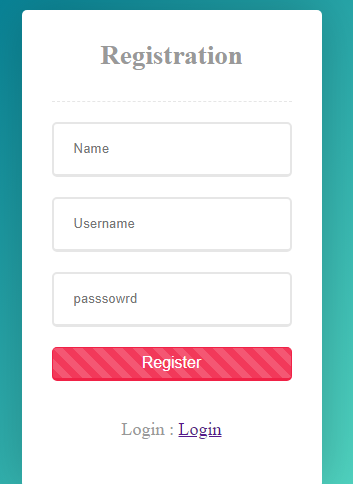 Registration
Name
Username
passsowrd
Register
Login : Login